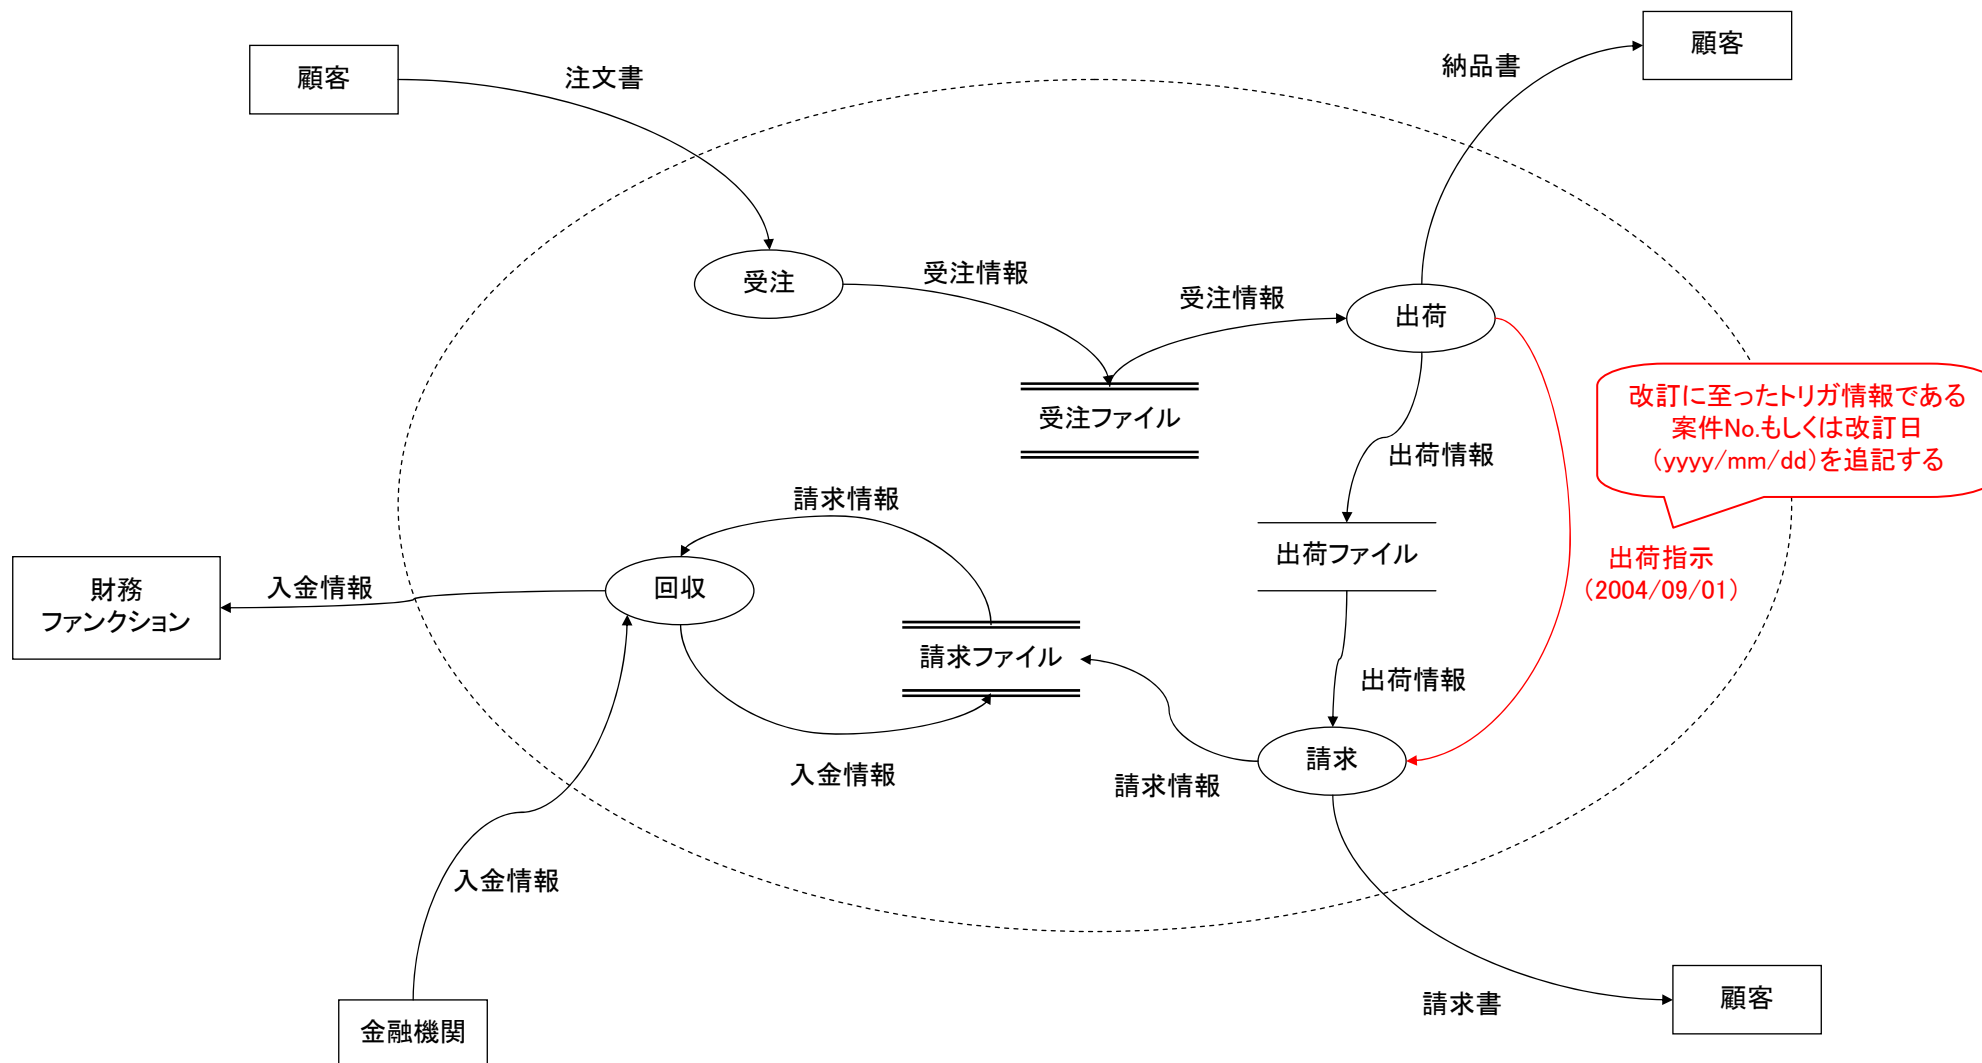 顧客
注文書
納品書
顧客
受注
受注情報
受注情報
出荷
改訂に至ったトリガ情報である
案件No.もしくは改訂日
(yyyy/mm/dd)を追記する
受注ファイル
出荷情報
請求情報
出荷ファイル
出荷指示
(2004/09/01)
財務
ファンクション
入金情報
回収
請求ファイル
出荷情報
入金情報
請求情報
請求
入金情報
請求書
顧客
金融機関